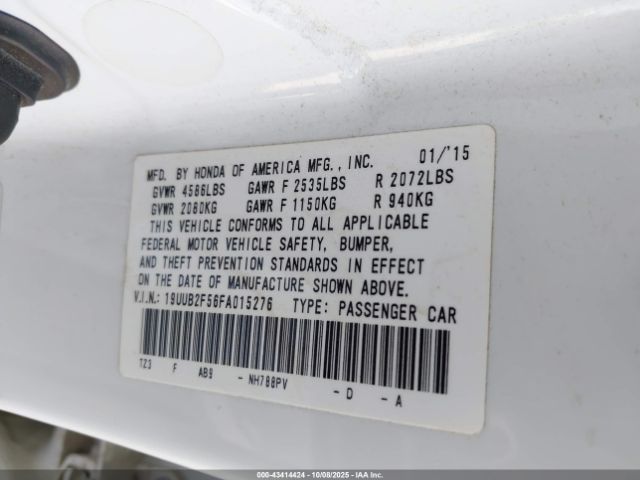 MFD. BY HONDA OF AMERICA MFG., INC. 01/'15
GVWR 4586LBS GAWR F 2535LBS R 2072LBS
GVWR 2080KG GAWR F 1150KG R 940KG
THIS VEHICLE CONFORMS TO ALL APPLICABLE
FEDERAL MOTOR VEHICLE SAFETY, BUMPER,
AND THEFT PREVENTION STANDARDS IN EFFECT
ON THE DATE OF MANUFACTURE SHOWN ABOVE.
V.I.N.: 19UUB2F56FA015276 TYPE: PASSENGER CAR
TZ3 F AB9 - NH788PV - D - A
000-43414424 | 10/08/2025 | IAA Inc.